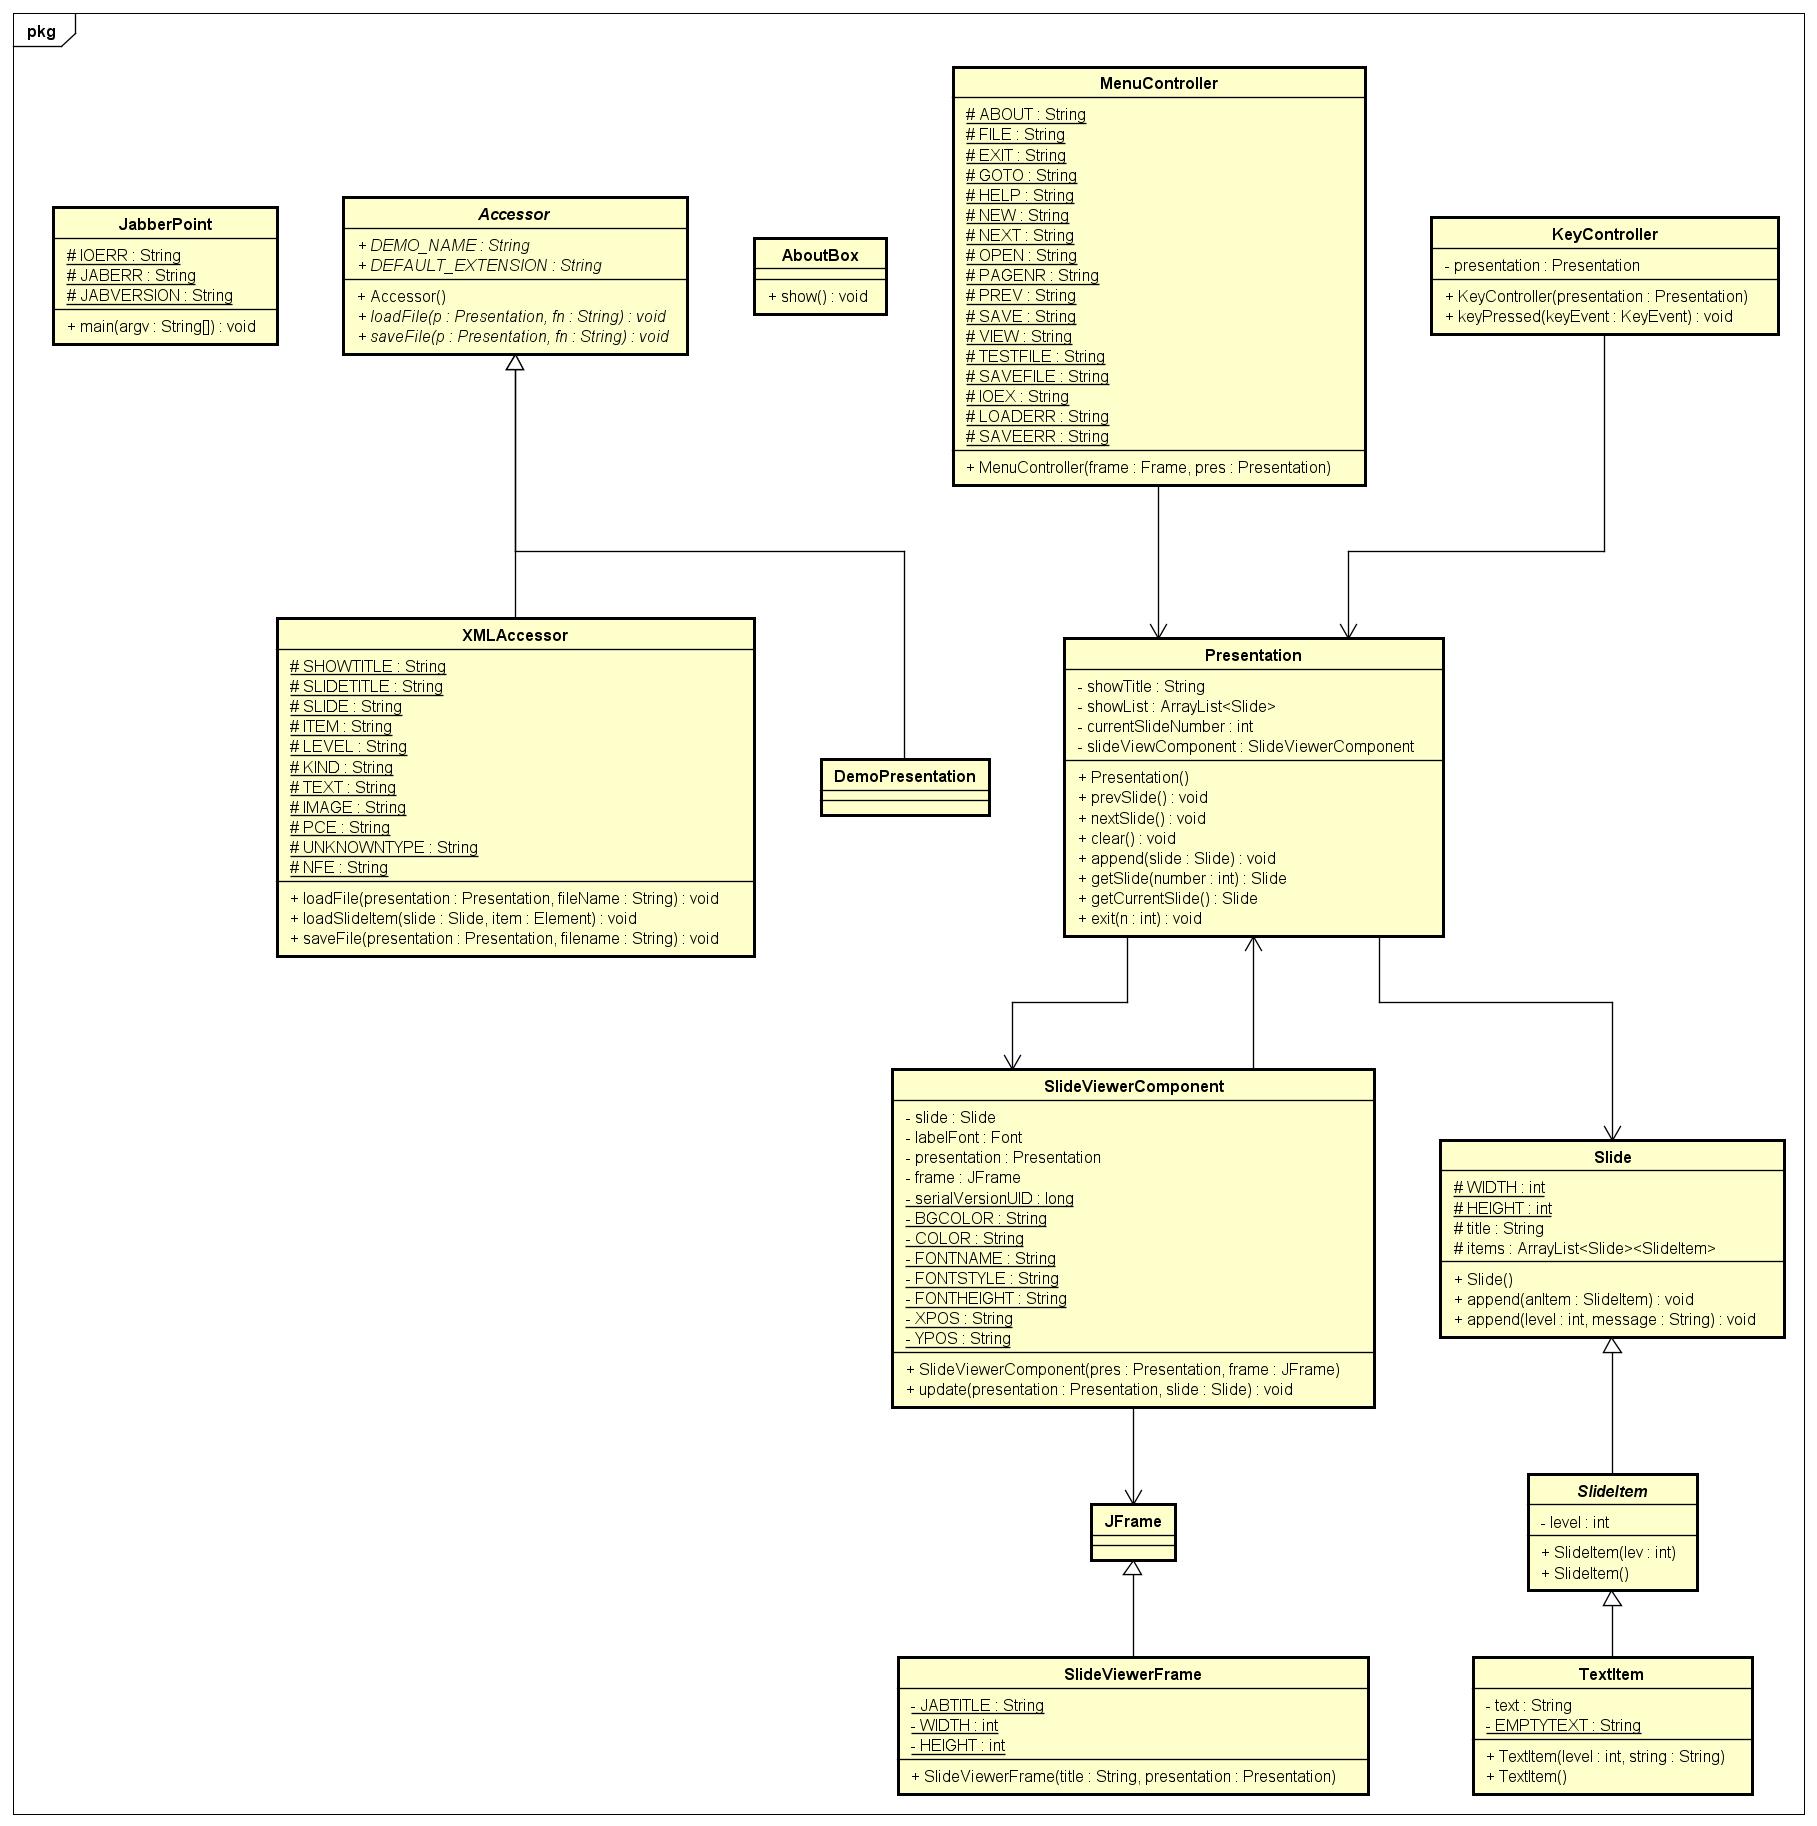 pkg
MenuController
# ABOUT : String
# FILE : String
# EXIT : String
# GOTO : String
# HELP : String
# NEW : String
# NEXT : String
# OPEN : String
# PAGENR : String
# PREV : String
# SAVE : String
# VIEW : String
# TESTFILE : String
# SAVEFILE : String
# IOEX : String
# LOADERR : String
# SAVEERR : String
+ MenuController(frame : Frame, pres : Presentation)
JabberPoint
# IOERR : String
# JABERR : String
# JABVERSION : String
+ main(argv : String[]) : void
Accessor
+ DEMO_NAME : String
+ DEFAULT_EXTENSION : String
+ Accessor()
+ loadFile(p : Presentation, fn : String) : void
+ saveFile(p : Presentation, fn : String) : void
AboutBox
+ show() : void
KeyController
- presentation : Presentation
+ KeyController(presentation : Presentation)
+ keyPressed(keyEvent : KeyEvent) : void
XMLAccessor
# SHOWTITLE : String
# SLIDETITLE : String
# SLIDE : String
# ITEM : String
# LEVEL : String
# KIND : String
# TEXT : String
# IMAGE : String
# PCE : String
# UNKNOWNTYPE : String
# NFE : String
+ loadFile(presentation : Presentation, fileName : String) : void
+ loadSlideItem(slide : Slide, item : Element) : void
+ saveFile(presentation : Presentation, filename : String) : void
DemoPresentation
Presentation
- showTitle : String
- showList : ArrayList<Slide>
- currentSlideNumber : int
- slideViewComponent : SlideViewerComponent
+ Presentation()
+ prevSlide() : void
+ nextSlide() : void
+ clear() : void
+ append(slide : Slide) : void
+ getSlide(number : int) : Slide
+ getCurrentSlide() : Slide
+ exit(n : int) : void
SlideViewerComponent
- slide : Slide
- labelFont : Font
- presentation : Presentation
- frame : JFrame
- serialVersionUID : long
- BGCOLOR : String
- COLOR : String
- FONTNAME : String
- FONTSTYLE : String
- FONTHEIGHT : String
- XPOS : String
- YPOS : String
+ SlideViewerComponent(pres : Presentation, frame : JFrame)
+ update(presentation : Presentation, slide : Slide) : void
Slide
# WIDTH : int
# HEIGHT : int
# title : String
# items : ArrayList<Slide><SlideItem>
+ Slide()
+ append(anItem : SlideItem) : void
+ append(level : int, message : String) : void
JFrame
SlideItem
- level : int
+ SlideItem(lev : int)
+ SlideItem()
SlideViewerFrame
- JABTITLE : String
- WIDTH : int
- HEIGHT : int
+ SlideViewerFrame(title : String, presentation : Presentation)
TextItem
- text : String
- EMPTYTEXT : String
+ TextItem(level : int, string : String)
+ TextItem()